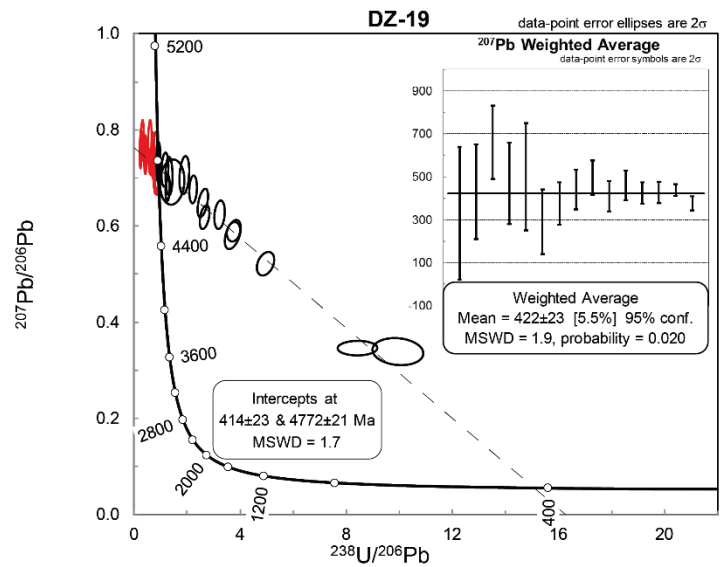 DZ-19
data-point error ellipses are 2σ
²⁰⁷Pb Weighted Average
data-point error symbols are 2σ
1.0
0.8
0.6
0.4
0.2
0.0
²⁰⁷Pb/²⁰⁶Pb
5200
4400
3600
2800
2000
1200
400
900
700
500
300
100
-100
Weighted Average
Mean = 422±23 [5.5%] 95% conf.
MSWD = 1.9, probability = 0.020
Intercepts at
414±23 & 4772±21 Ma
MSWD = 1.7
0 4 8 12 16 20
²³⁸U/²⁰⁶Pb